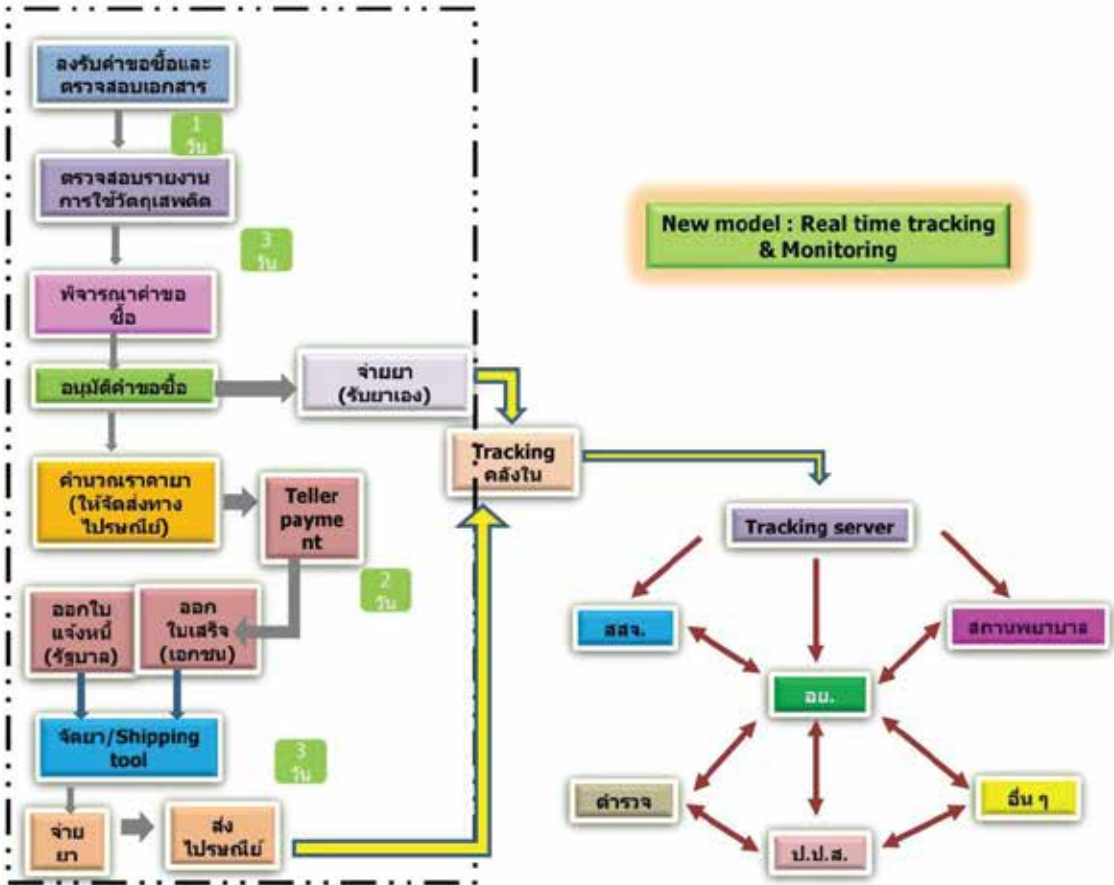 ลงรับคำขอซื้อและ
ตรวจสอบเอกสาร
1
วัน
ตรวจสอบรายงาน
การใช้วัตถุเสพติด
3
วัน
พิจารณาคำขอ
ซื้อ
อนุมัติคำขอซื้อ
จ่ายยา
(รับยาเอง)
คำนวณราคายา
(ให้จัดส่งทาง
ไปรษณีย์)
Teller
payme
nt
2
วัน
ออกใบ
แจ้งหนี้
(รัฐบาล)
ออก
ใบเสร็จ
(เอกชน)
จัดยา/Shipping
tool
3
วัน
จ่าย
ยา
ส่ง
ไปรษณีย์
Tracking
คลังใน
New model : Real time tracking
& Monitoring
Tracking server
สสจ.
สถานพยาบาล
อย.
ตำรวจ
อื่น ๆ
ป.ป.ส.